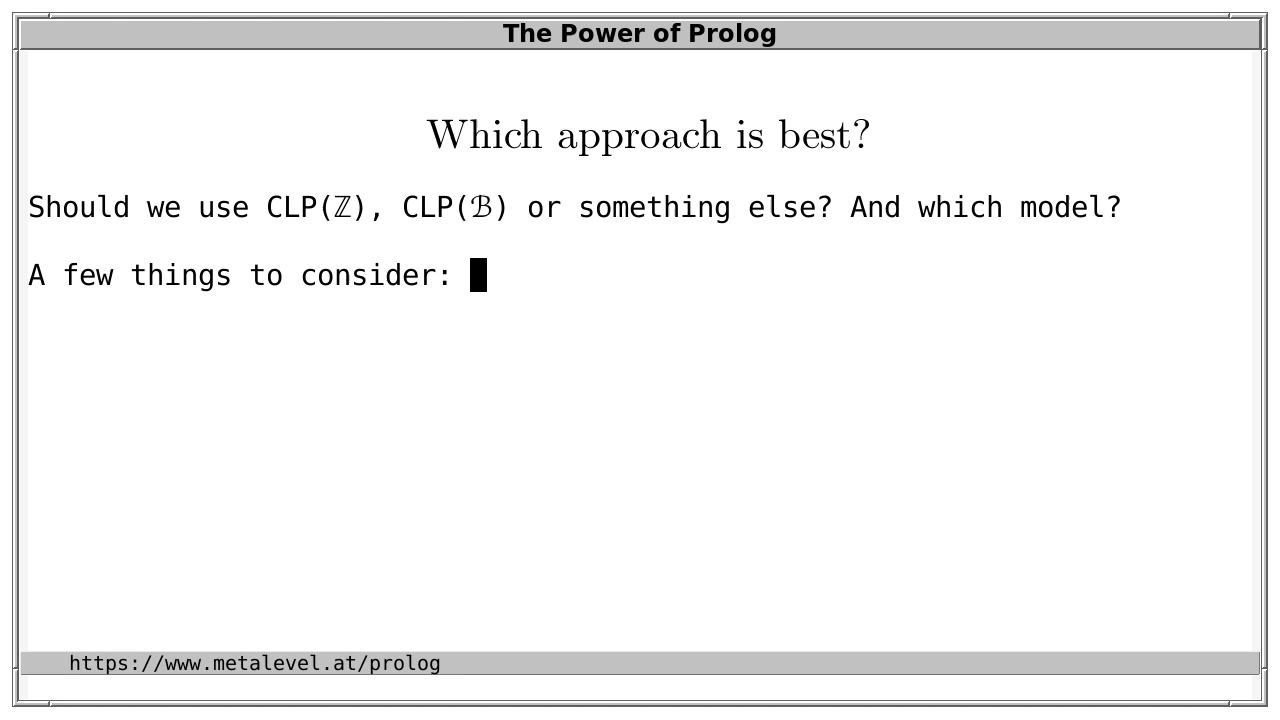 The Power of Prolog
Which approach is best?
Should we use CLP(ℤ), CLP(ℬ) or something else? And which model?
A few things to consider:
https://www.metalevel.at/prolog